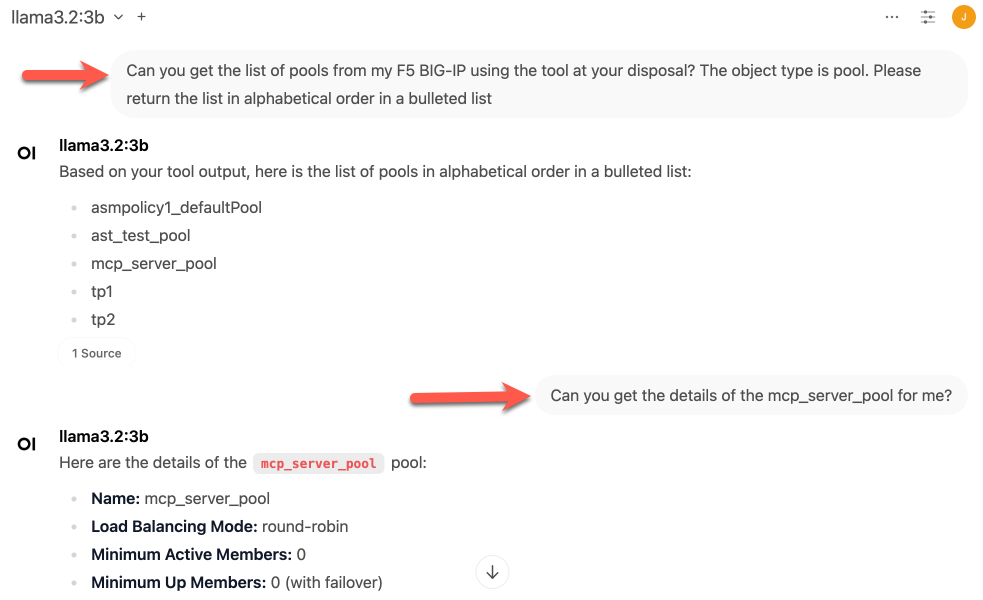 llama3.2:3b
J
Can you get the list of pools from my F5 BIG-IP using the tool at your disposal? The object type is pool. Please
return the list in alphabetical order in a bulleted list
OI
llama3.2:3b
Based on your tool output, here is the list of pools in alphabetical order in a bulleted list:
asmpolicy1_defaultPool
ast_test_pool
mcp_server_pool
tp1
tp2
1 Source
Can you get the details of the mcp_server_pool for me?
OI
llama3.2:3b
Here are the details of the mcp_server_pool pool:
Name: mcp_server_pool
Load Balancing Mode: round-robin
Minimum Active Members: 0
Minimum Up Members: 0 (with failover)